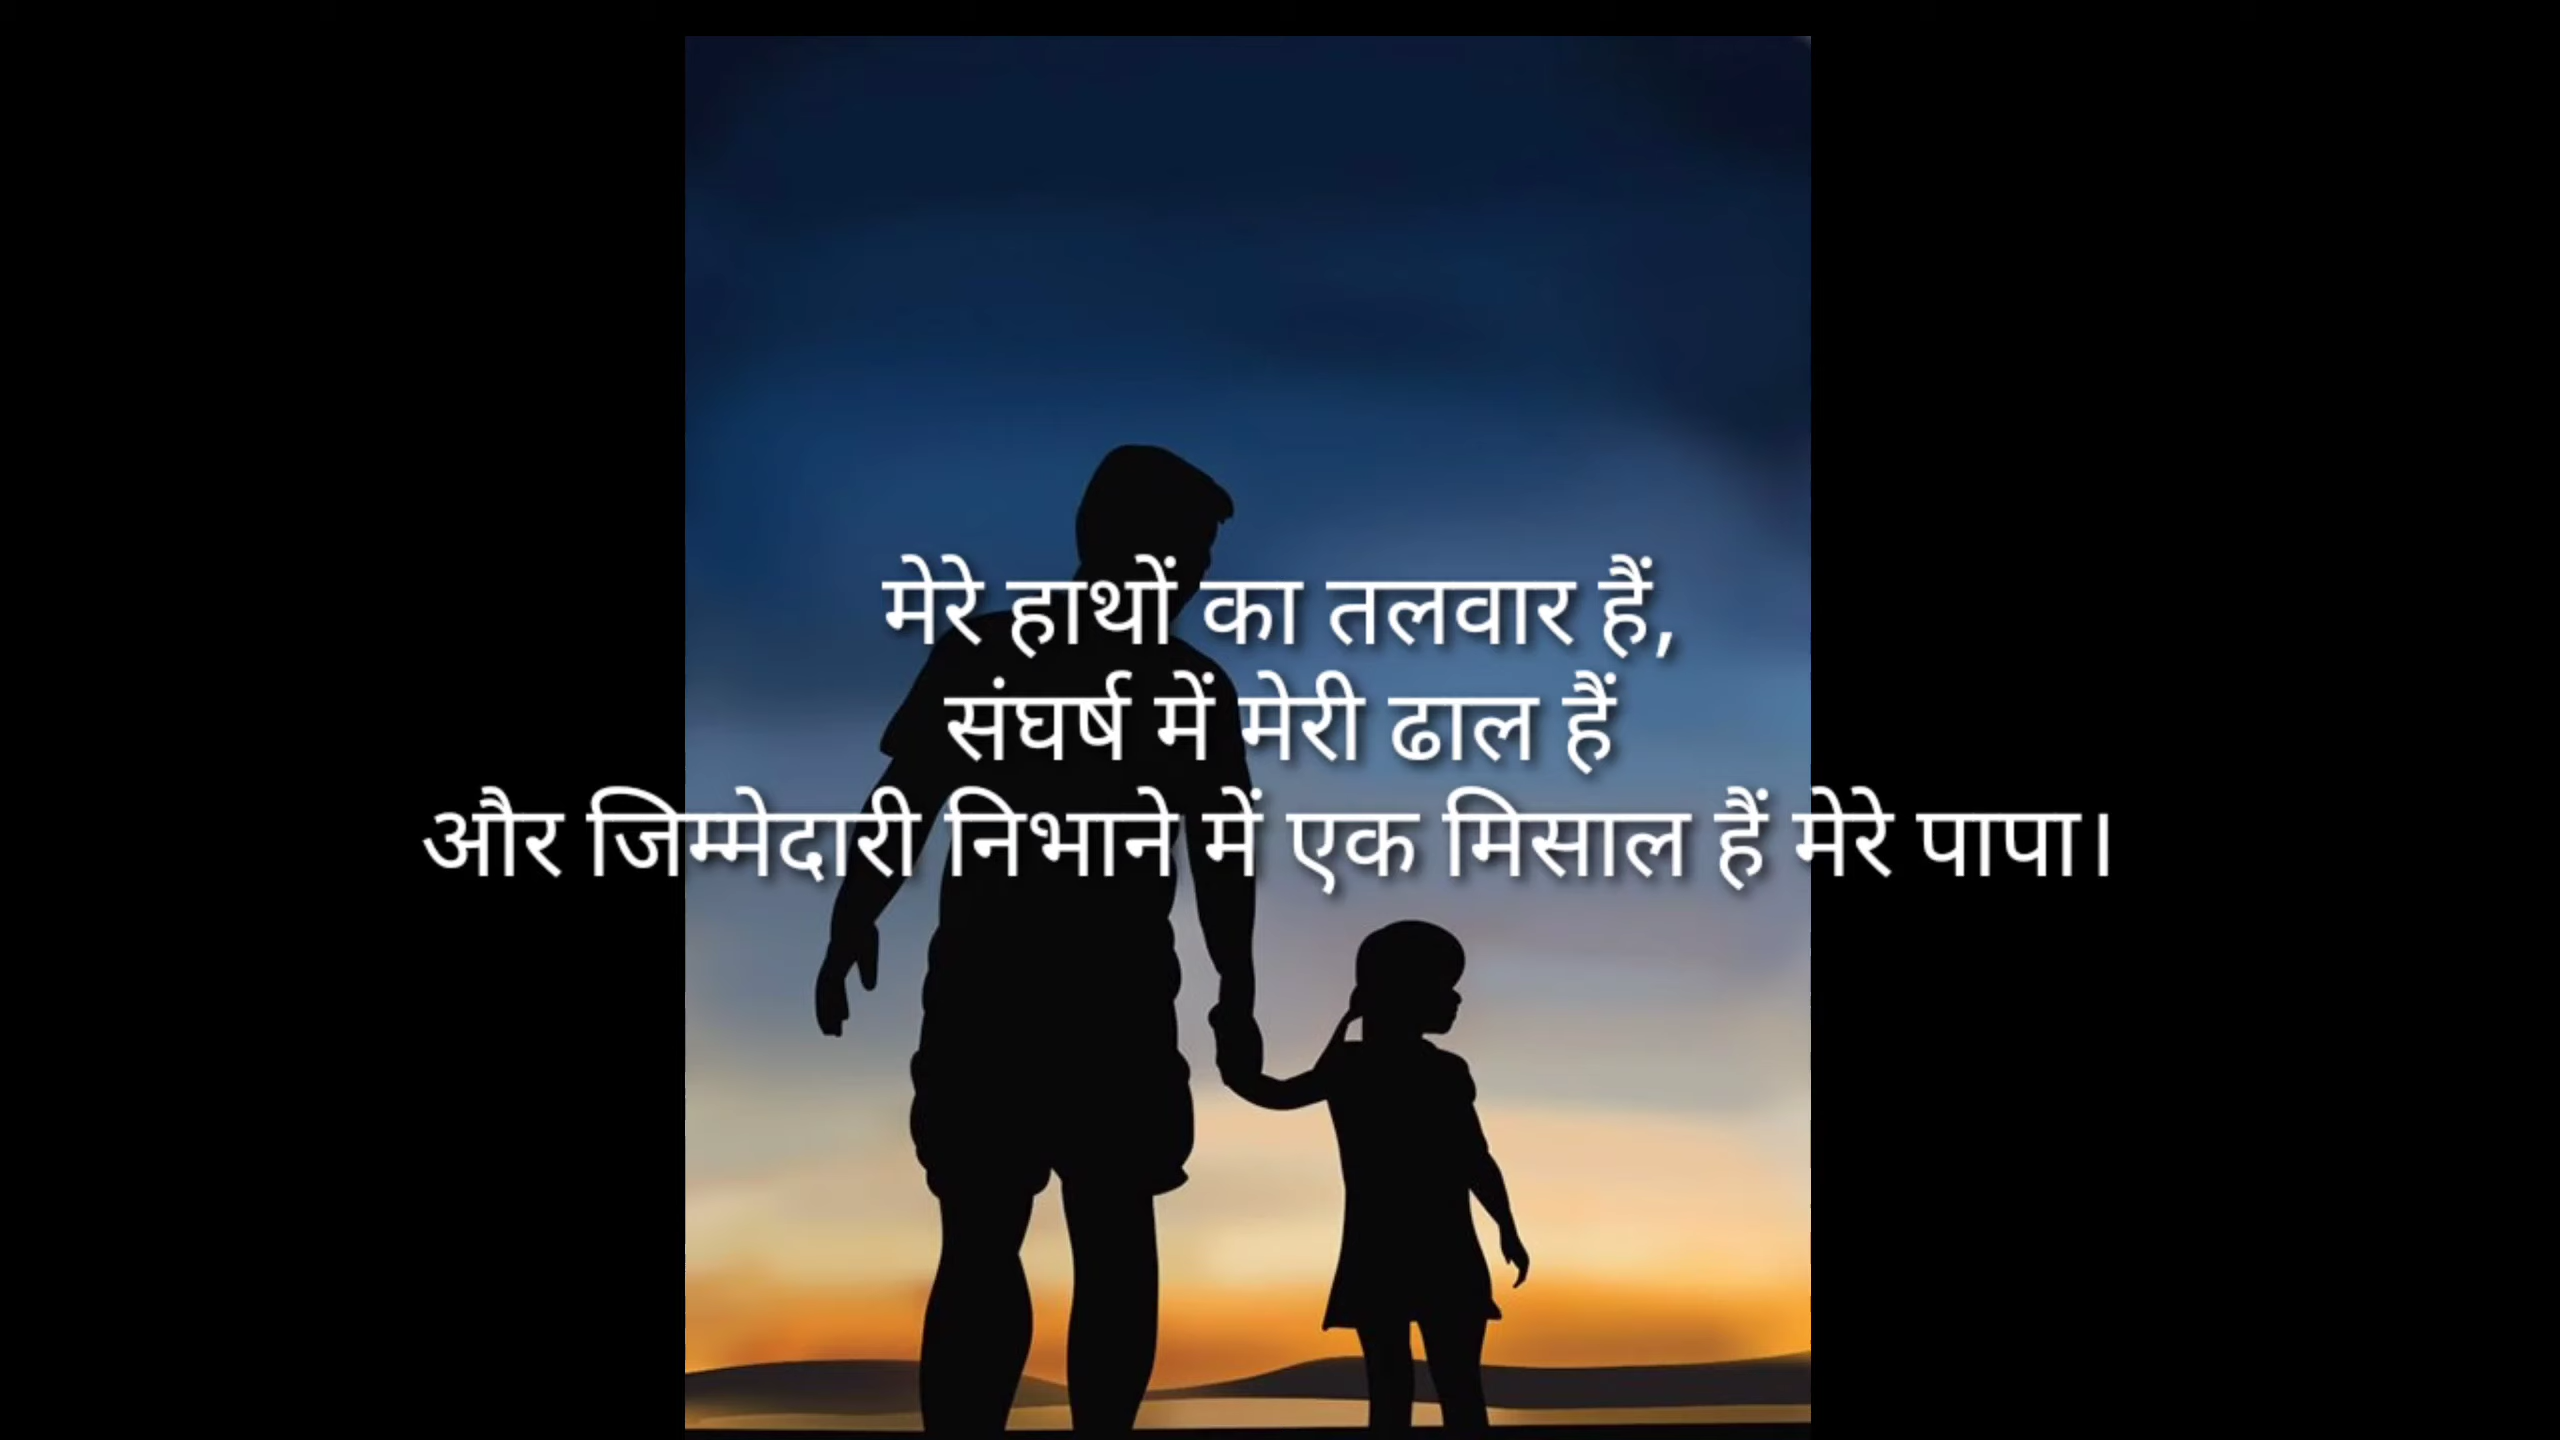 मेरे हाथों का तलवार हैं,
संघर्ष में मेरी ढाल हैं
और जिम्मेदारी निभाने में एक मिसाल हैं मेरे पापा।